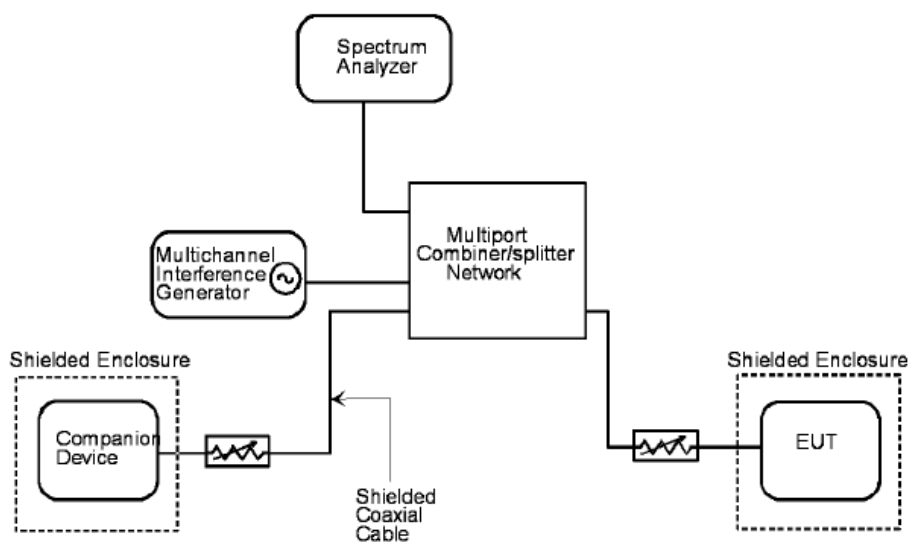 Spectrum
Analyzer
Multiport
Combiner/splitter
Network
Multichannel
Interference
Generator
Shielded Enclosure
Shielded Enclosure
Companion
Device
EUT
Shielded
Coaxial
Cable